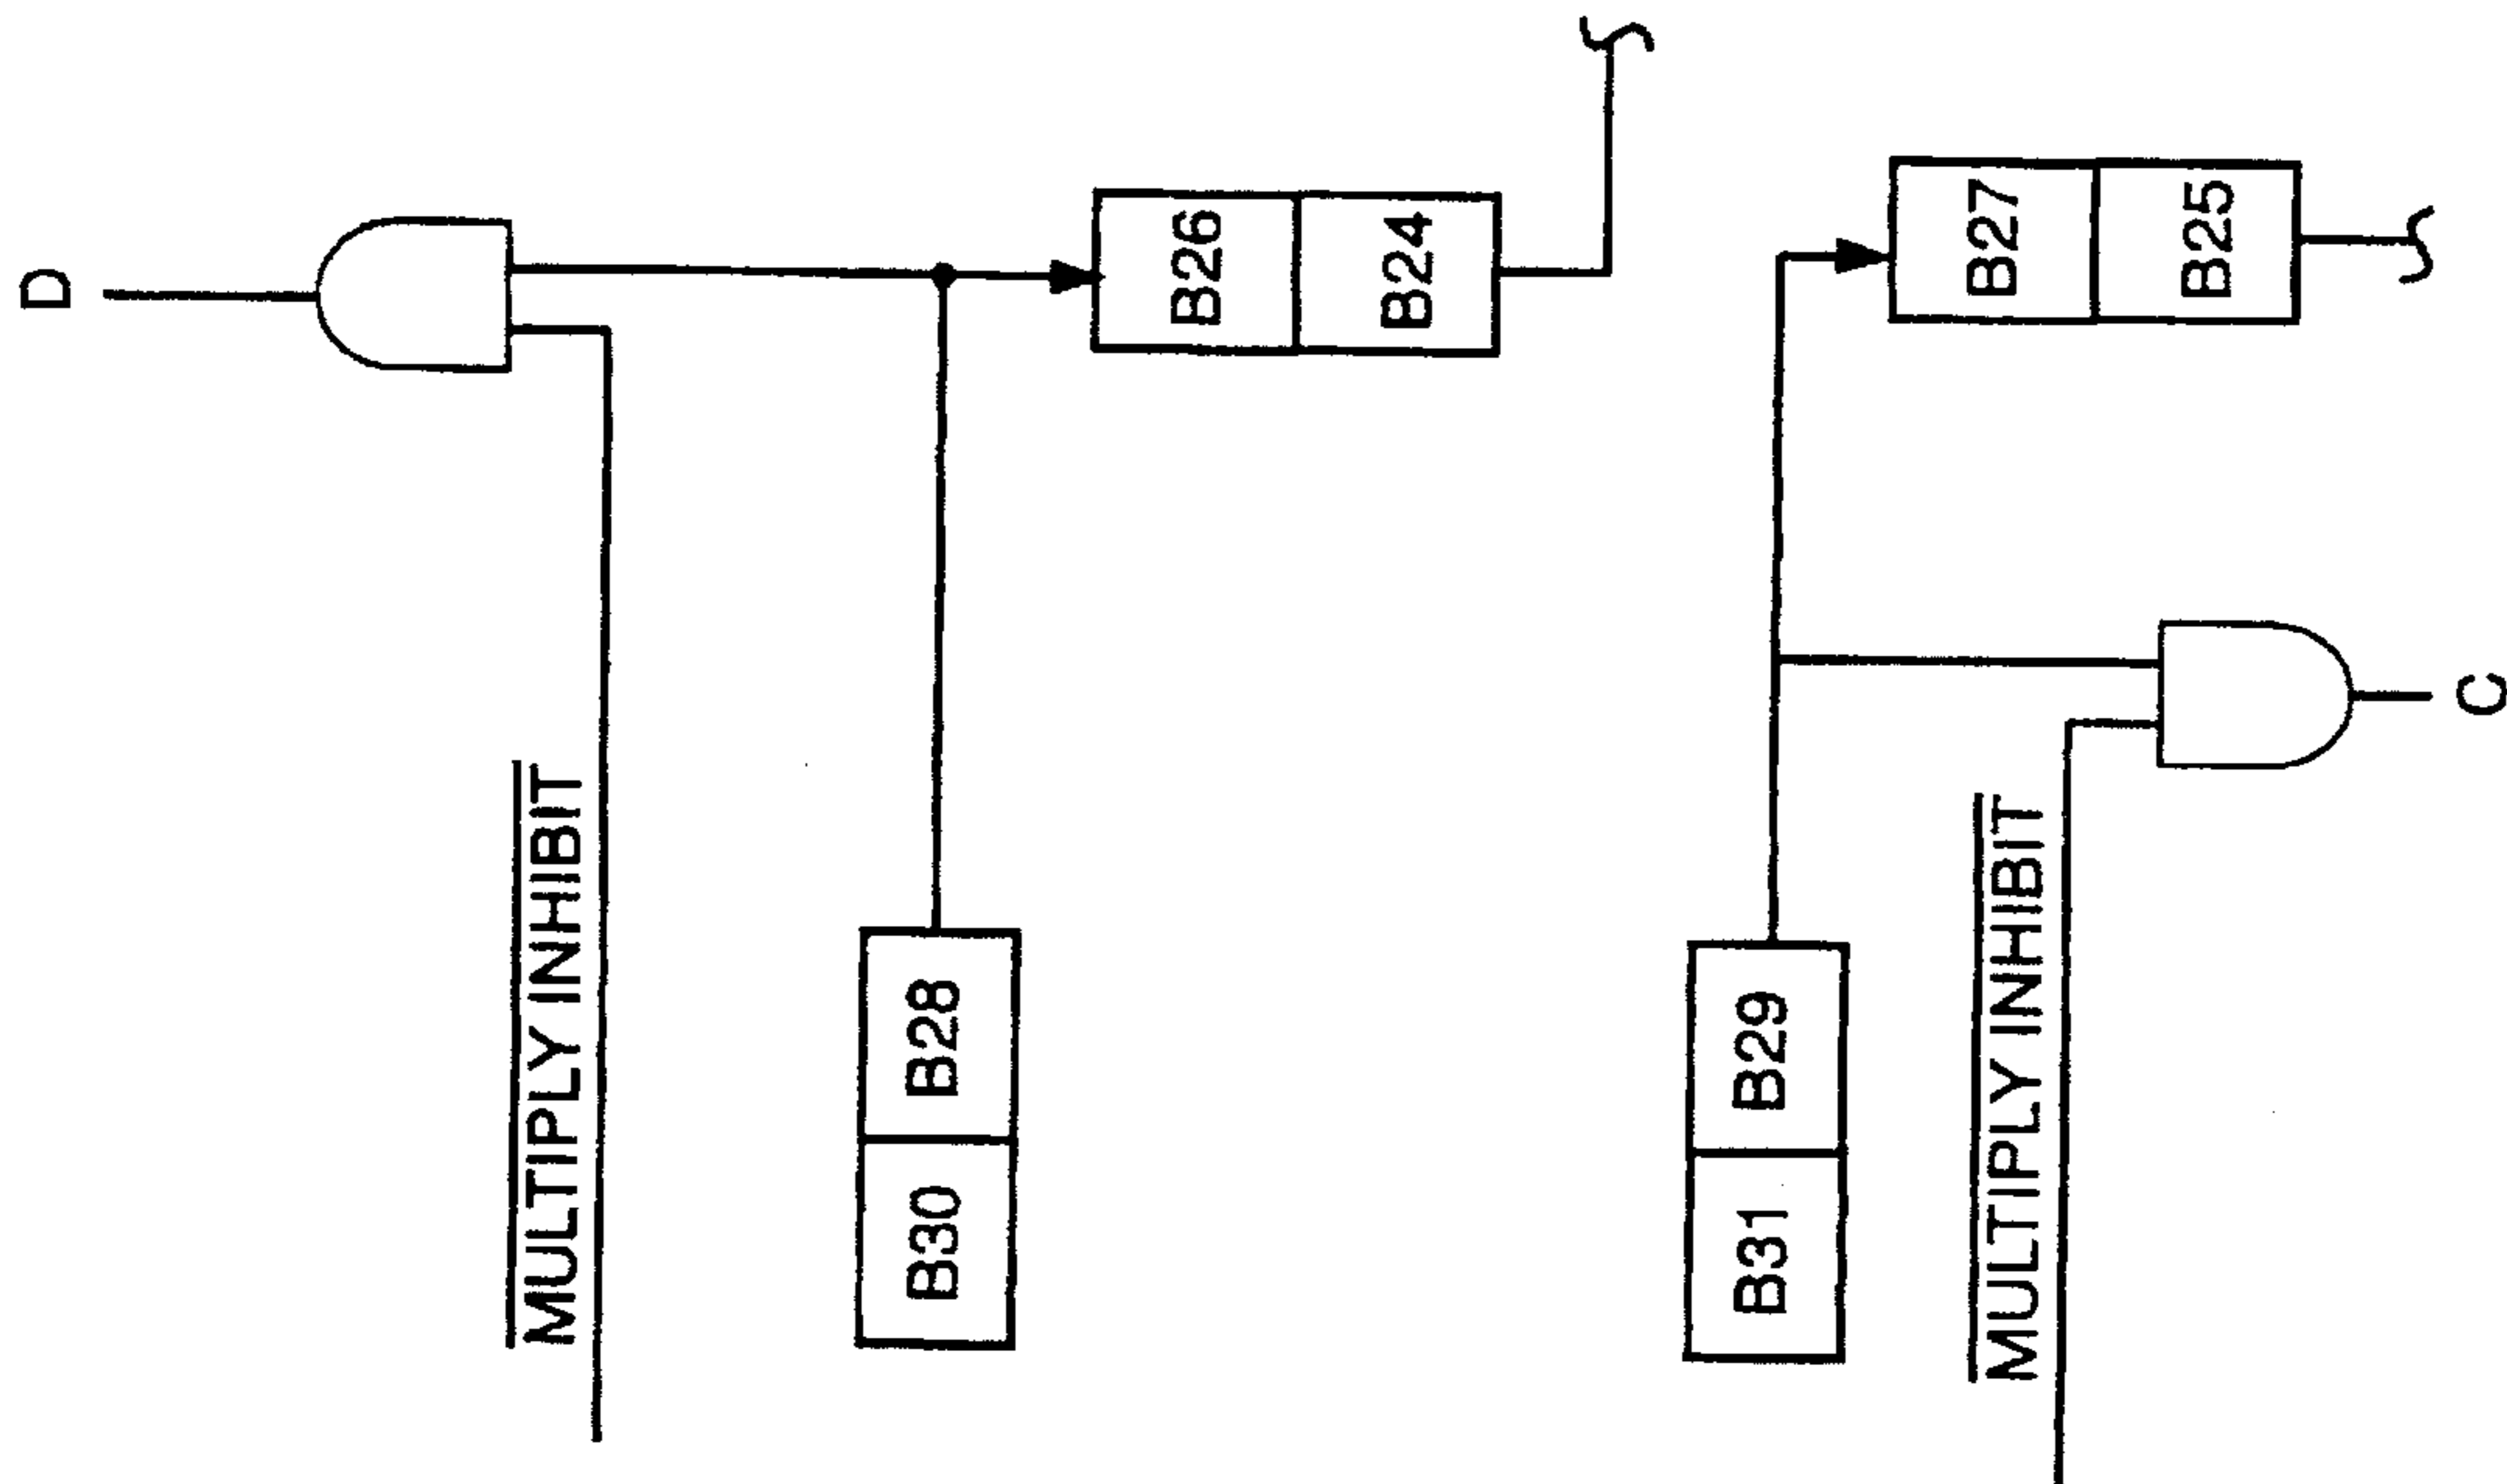 D
MULTIPLY INHIBIT
B30 B28
B26
B24
B31 B29
B27
MULTIPLY INHIBIT
B25
C